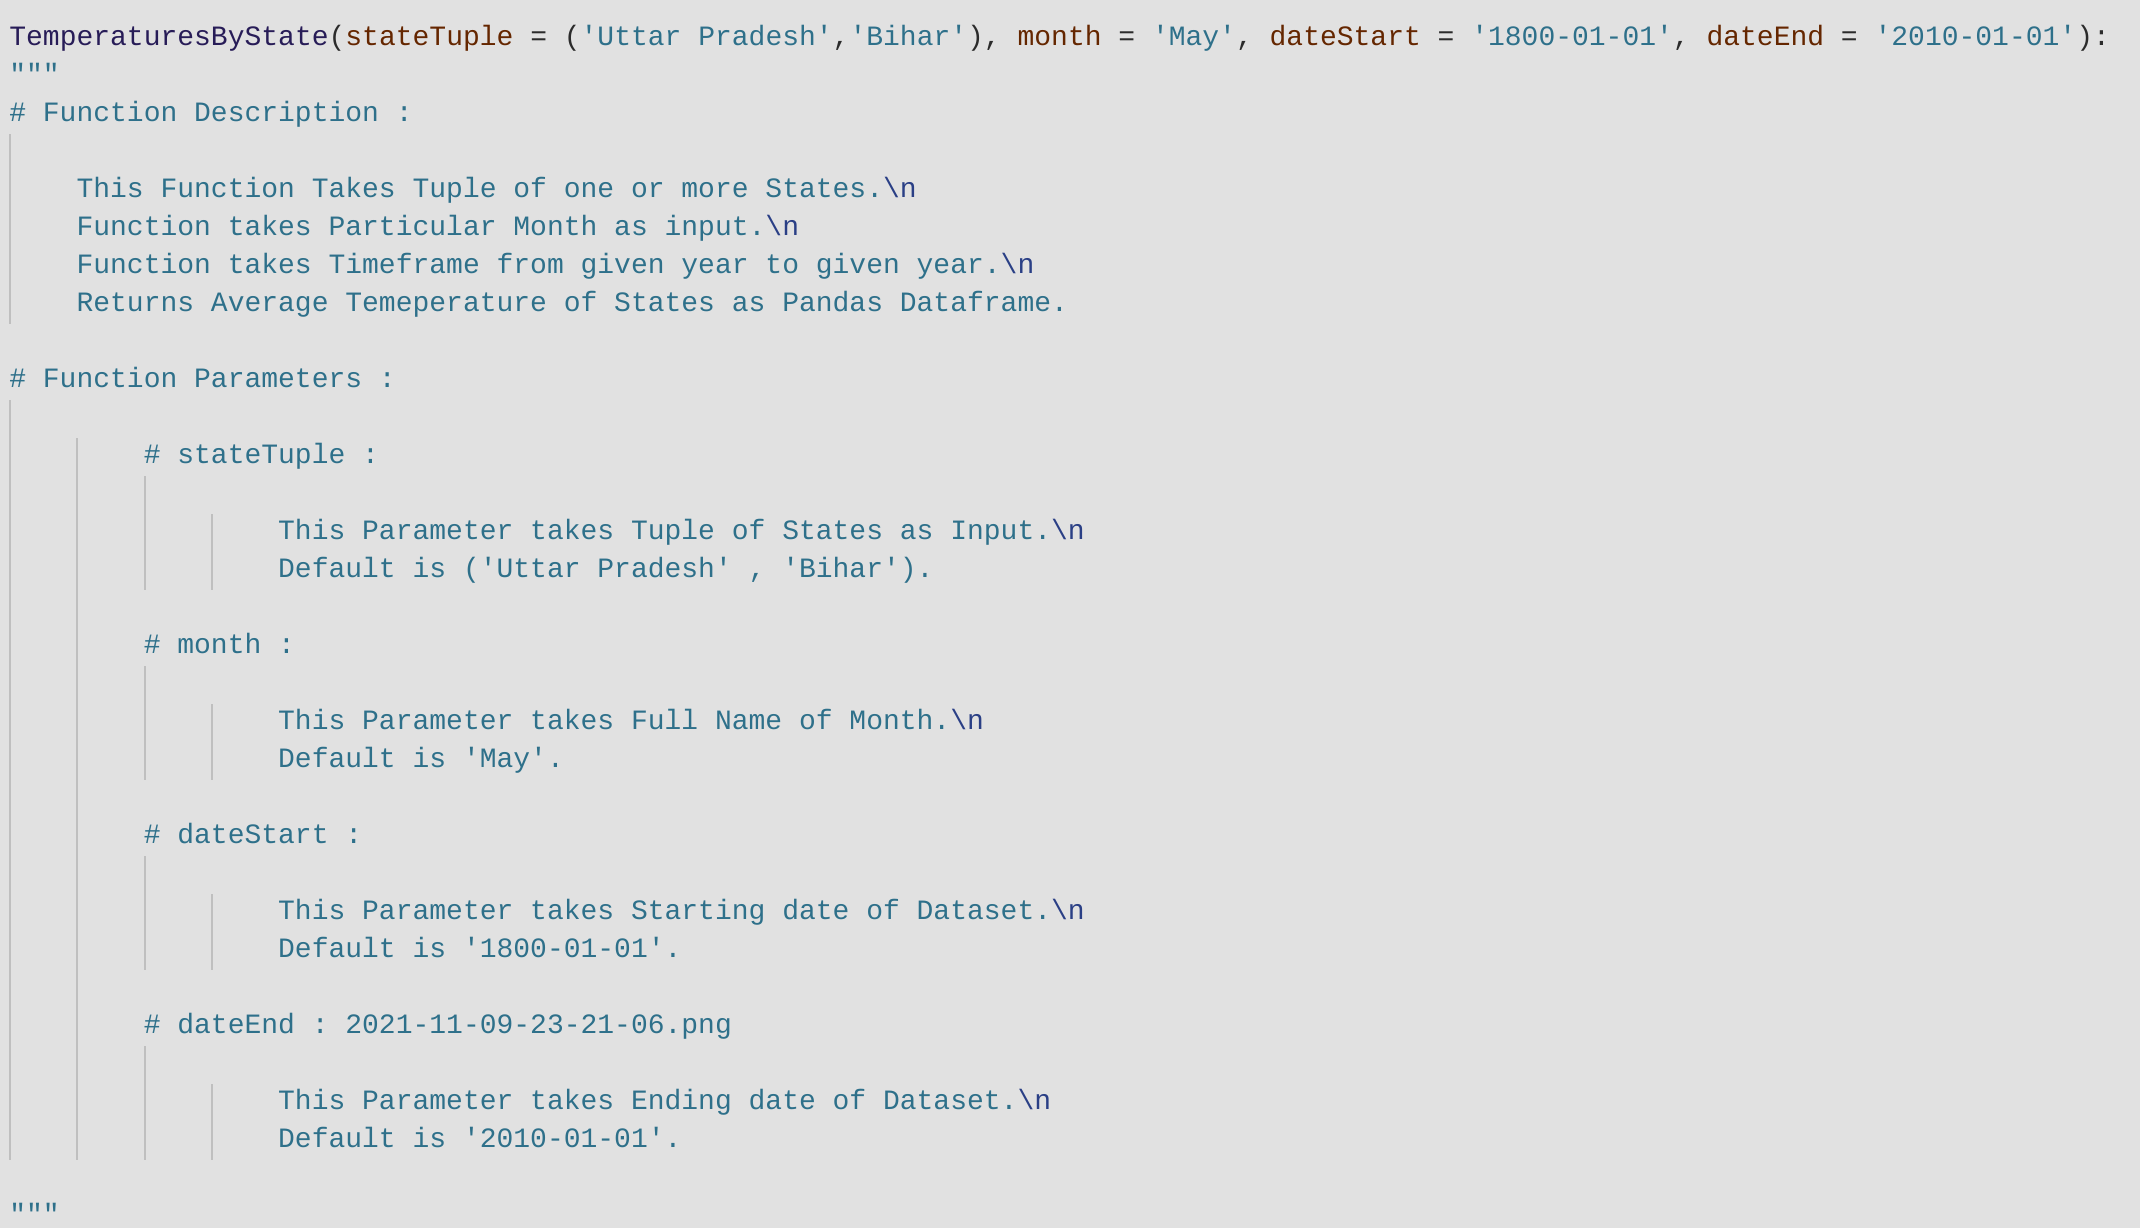 TemperaturesByState(stateTuple = ('Uttar Pradesh','Bihar'), month = 'May', dateStart = '1800-01-01', dateEnd = '2010-01-01'):
"""
# Function Description :
This Function Takes Tuple of one or more States.\n
Function takes Particular Month as input.\n
Function takes Timeframe from given year to given year.\n
Returns Average Temeperature of States as Pandas Dataframe.
# Function Parameters :
# stateTuple :
This Parameter takes Tuple of States as Input.\n
Default is ('Uttar Pradesh' , 'Bihar').
# month :
This Parameter takes Full Name of Month.\n
Default is 'May'.
# dateStart :
This Parameter takes Starting date of Dataset.\n
Default is '1800-01-01'.
# dateEnd : 2021-11-09-23-21-06.png
This Parameter takes Ending date of Dataset.\n
Default is '2010-01-01'.
"""